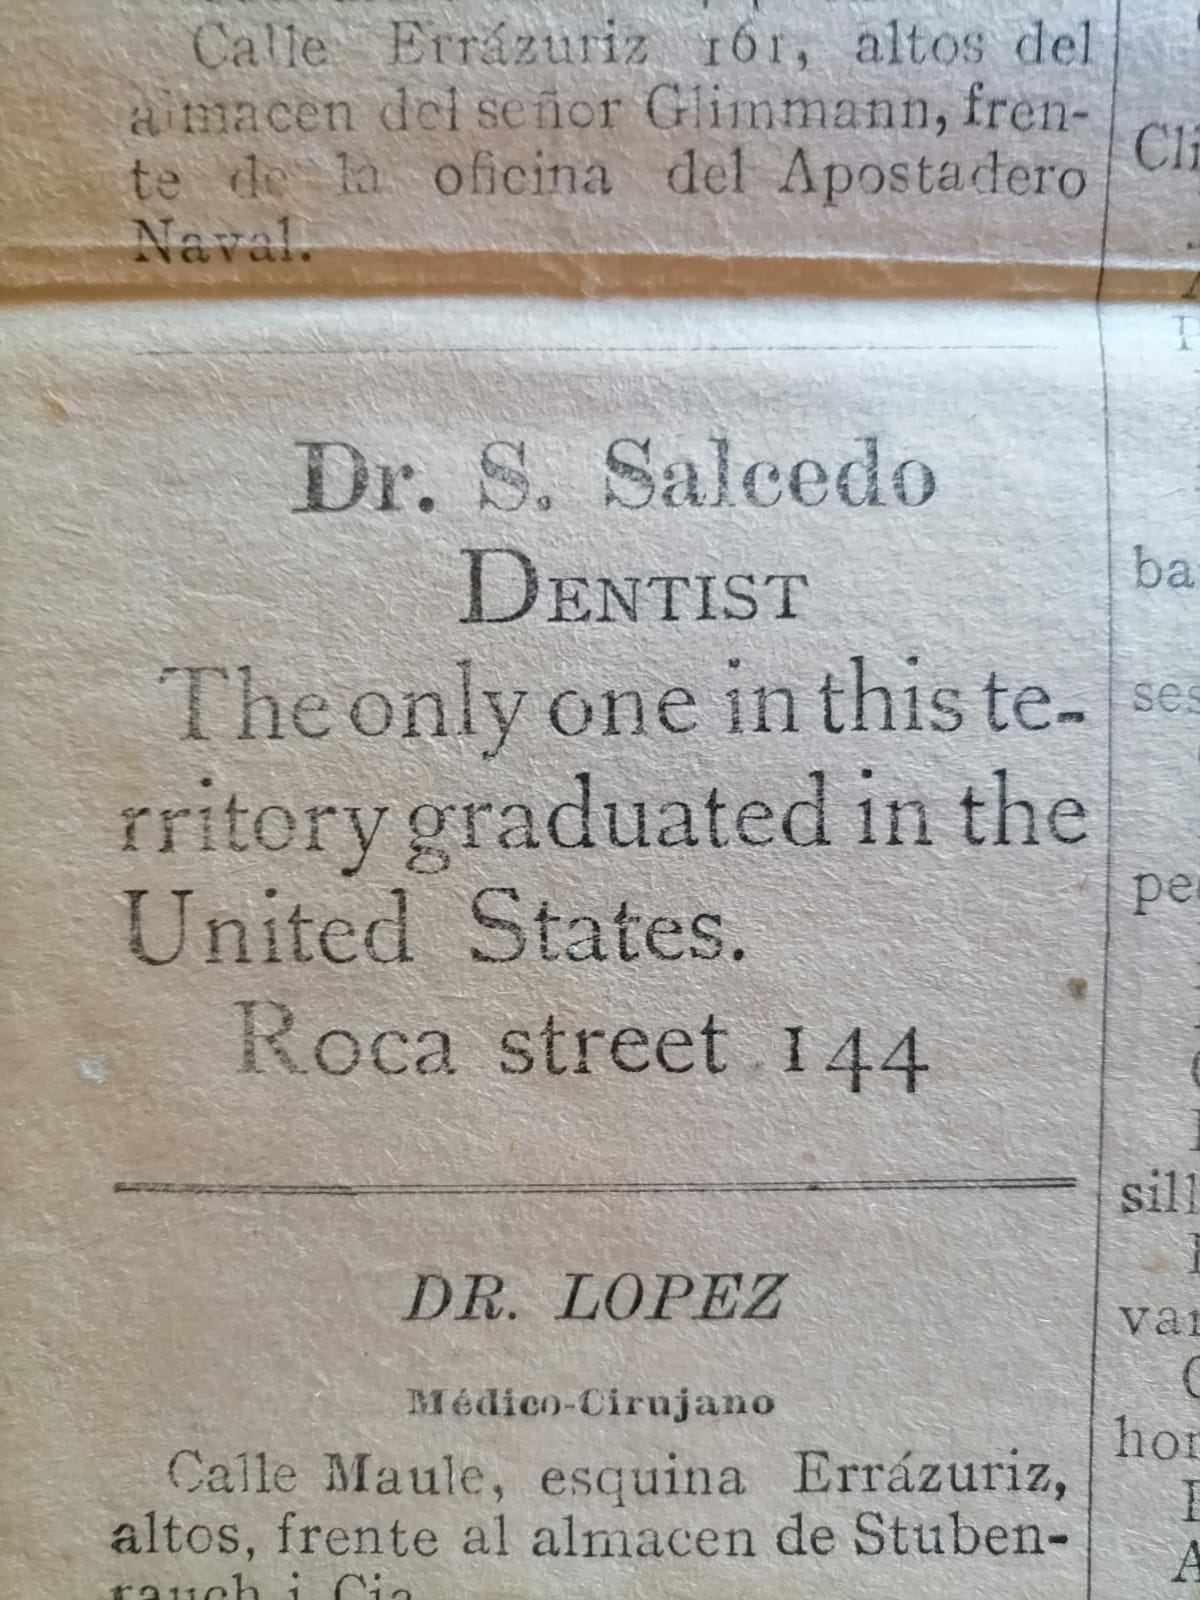 Calle Errázuriz 161, altos del
almacen del señor Glimmann, fren-
te de la oficina del Apostadero
Naval.
Dr. S. Salcedo
DENTIST
The only one in this te-
rritory graduated in the
United States.
Roca street 144
DR. LOPEZ
Médico-Cirujano
Calle Maule, esquina Errázuriz,
altos, frente al almacen de Stuben-
rauch i Cia